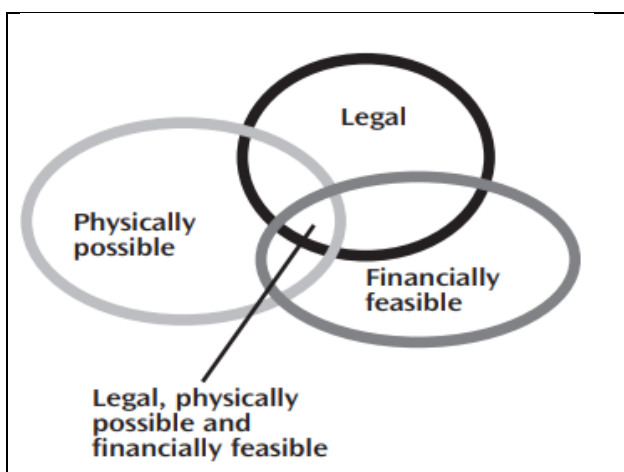 Legal
Physically
possible
Financially
feasible
Legal, physically
possible and
financially feasible